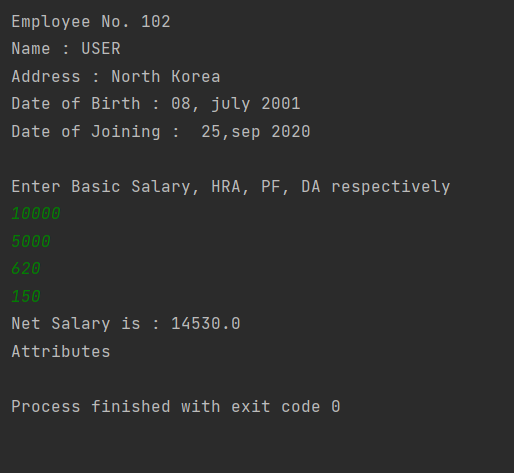 Employee No. 102
Name : USER
Address : North Korea
Date of Birth : 08, july 2001
Date of Joining :  25,sep 2020
Enter Basic Salary, HRA, PF, DA respectively
10000
5000
620
150
Net Salary is : 14530.0
Attributes
Process finished with exit code 0